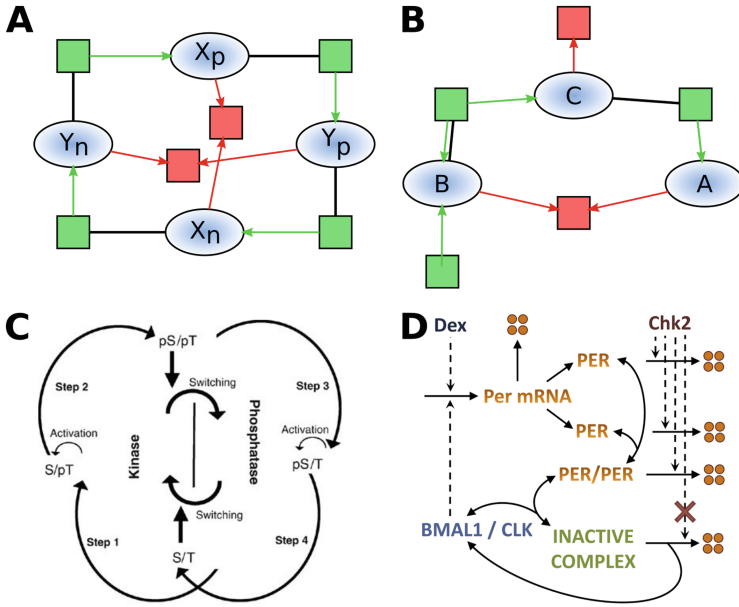 A
Xp
Yn
Yp
Xn
B
C
B
A
C
pS/pT
Switching
Step 2
Step 3
Activation
Activation
Kinase
Phosphatase
S/pT
pS/T
Switching
Step 1
Step 4
S/T
D
Dex
Chk2
PER
Per mRNA
PER
PER/PER
BMAL1 / CLK
INACTIVE
COMPLEX